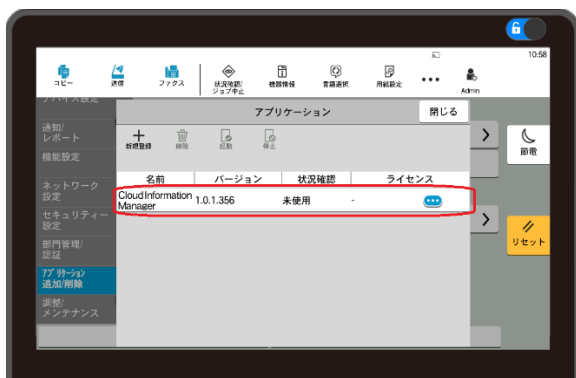 6
10:58
コピー
送信
ファクス
状況確認/
ジョブ中止
機器情報
言語選択
用紙設定
Admin
デバイス設定
通知/
レポート
機能設定
ネットワーク
設定
セキュリティー
設定
部門管理/
認証
アプリケーション
追加/削除
調整/
メンテナンス
アプリケーション
閉じる
新規登録
削除
起動
停止
名前 バージョン 状況確認 ライセンス
Cloud Information
Manager
1.0.1.356 未使用 -
節電
リセット